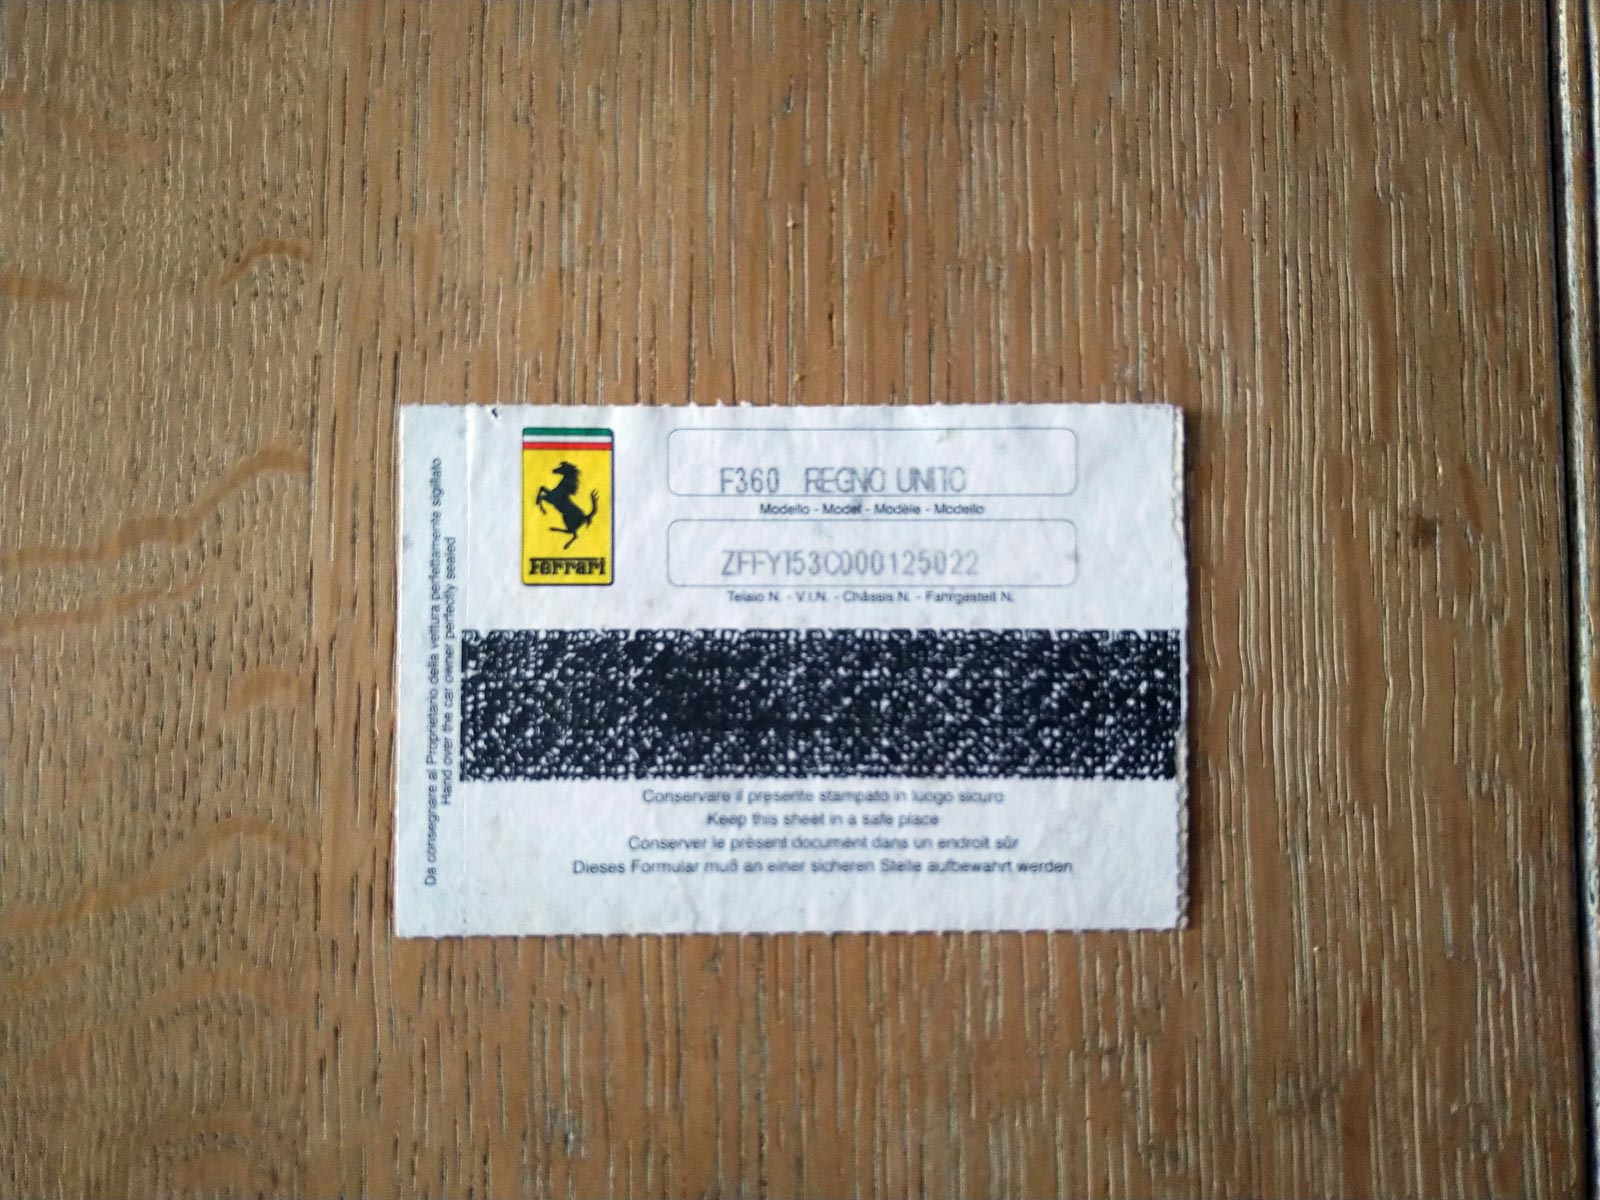 Ferrari
F360 REGNO UNITO
Modello - Model - Modèle - Modello
ZFFY153C000125022
Telaio N. - V.I.N. - Châssis N. - Fahrgestell N.
Da consegnare al Proprietario della vettura perfettamente sigillato
Hand over the car owner perfectly sealed
Conservare il presente stampato in luogo sicuro
Keep this sheet in a safe place
Conserver le présent document dans un endroit sûr
Dieses Formular muß an einer sicheren Stelle aufbewahrt werden